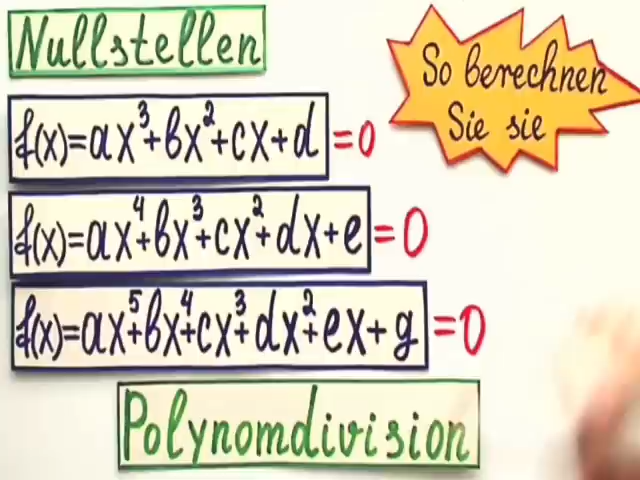 Nullstellen
So berechnen
Sie sie
f(x)=ax³+bx²+cx+d =0
f(x)=ax⁴+bx³+cx²+dx+e =0
f(x)=ax⁵+bx⁴+cx³+dx²+ex+g =0
Polynomdivision